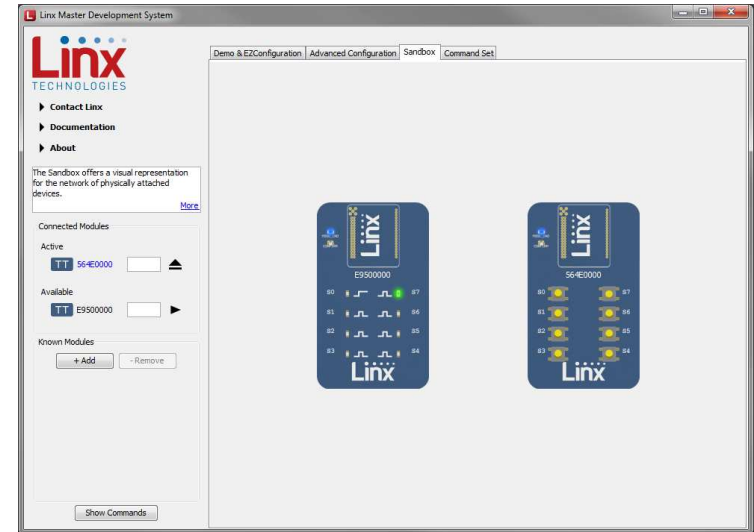 Linx Master Development System
Linx
TECHNOLOGIES
Contact Linx
Documentation
About
The Sandbox offers a visual representation
for the network of physically attached
devices.
More
Connected Modules
Active
TT 564E0000
Available
TT E9500000
Known Modules
+ Add - Remove
Show Commands
Demo & EZConfiguration Advanced Configuration Sandbox Command Set
Linx
E9500000
S0 S7
S1 S6
S2 S5
S3 S4
Linx
Linx
564E0000
S0 S7
S1 S6
S2 S5
S3 S4
Linx